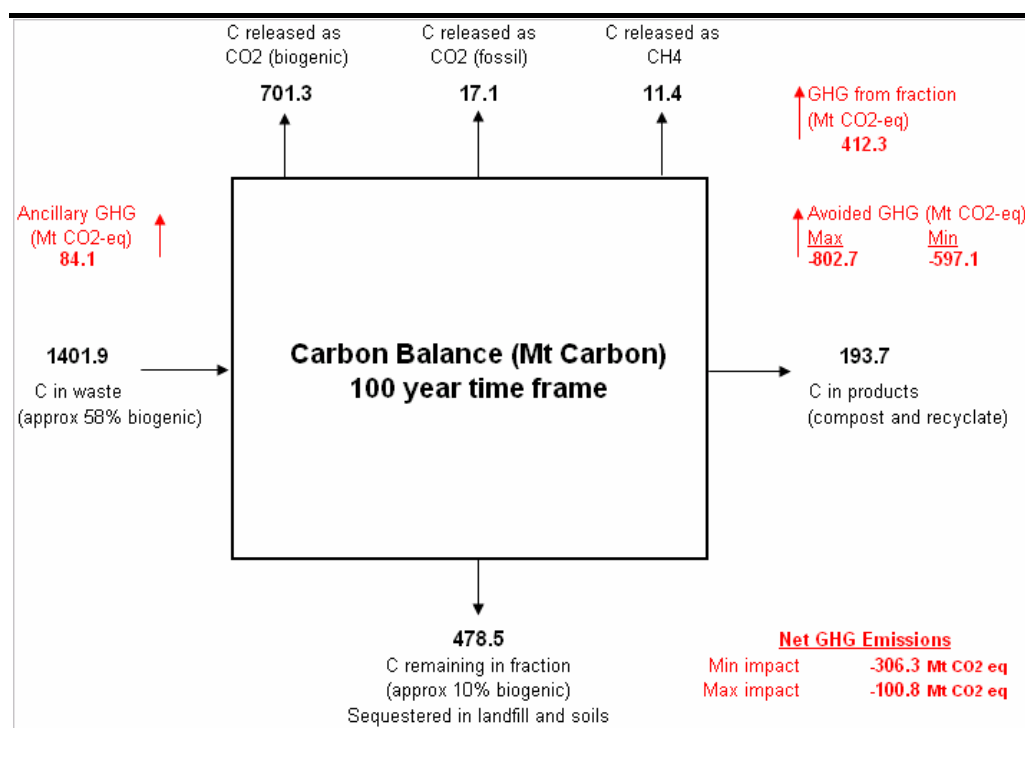 C released as
CO2 (biogenic)
701.3
C released as
CO2 (fossil)
17.1
C released as
CH4
11.4
GHG from fraction
(Mt CO2-eq)
412.3
Ancillary GHG
(Mt CO2-eq)
84.1
Avoided GHG (Mt CO2-eq)
Max Min
-802.7 -597.1
1401.9
C in waste
(approx 58% biogenic)
Carbon Balance (Mt Carbon)
100 year time frame
193.7
C in products
(compost and recyclate)
478.5
C remaining in fraction
(approx 10% biogenic)
Sequestered in landfill and soils
Net GHG Emissions
Min impact -306.3 Mt CO2 eq
Max impact -100.8 Mt CO2 eq